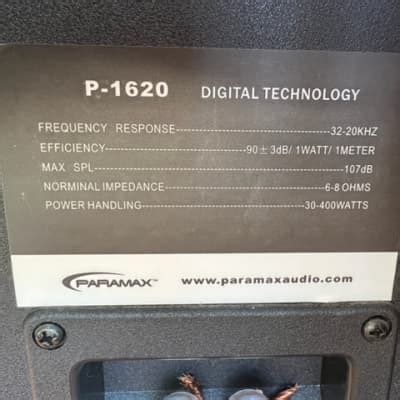 P-1620 DIGITAL TECHNOLOGY
FREQUENCY RESPONSE---------------------------32-20KHZ
EFFICIENCY-------------------------90±3dB/ 1WATT/ 1METER
MAX SPL--------------------------------------------107dB
NORMINAL IMPEDANCE---------------------------6-8 OHMS
POWER HANDLING---------------------------30-400WATTS
PARAMAX™ www.paramaxaudio.com